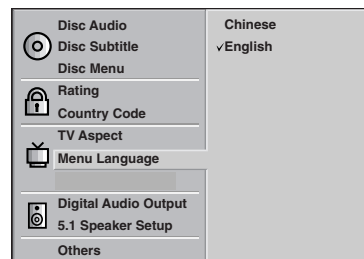 Disc Audio
Disc Subtitle
Disc Menu
Rating
Country Code
TV Aspect
Menu Language
Digital Audio Output
5.1 Speaker Setup
Others
Chinese
✓English